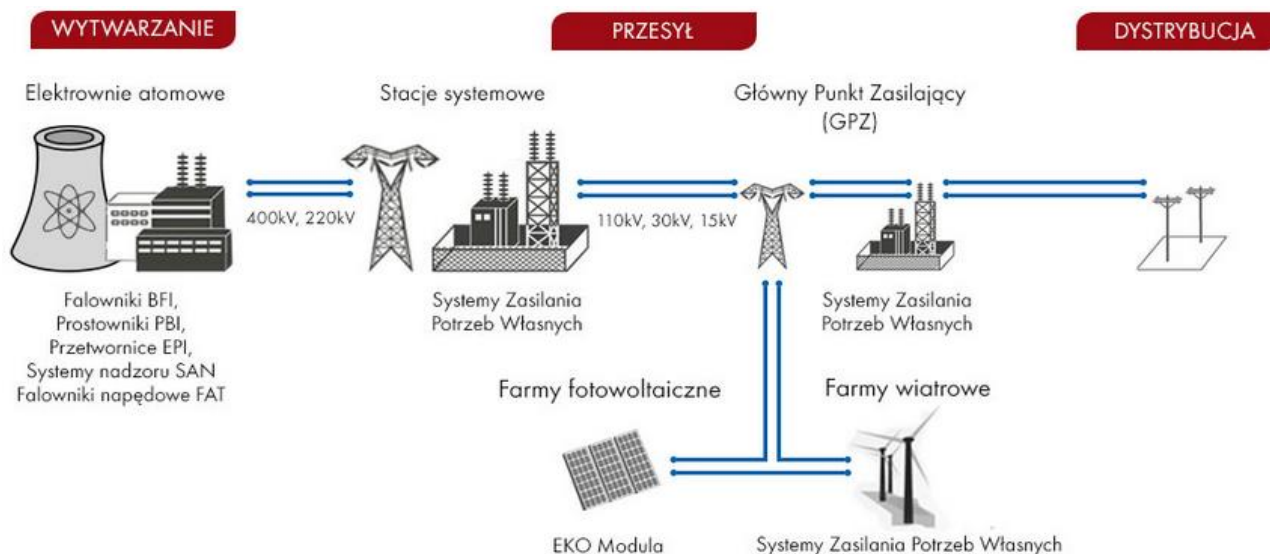 WYTWARZANIE
PRZESYŁ
DYSTRYBUCJA
Elektrownie atomowe
Stacje systemowe
Główny Punkt Zasilający
(GPZ)
400kV, 220kV
110kV, 30kV, 15kV
Falowniki BFI,
Prostowniki PBI,
Przetwornice EPI,
Systemy nadzoru SAN
Falowniki napędowe FAT
Systemy Zasilania
Potrzeb Własnych
Systemy Zasilania
Potrzeb Własnych
Farmy fotowoltaiczne
Farmy wiatrowe
EKO Modula
Systemy Zasilania Potrzeb Własnych